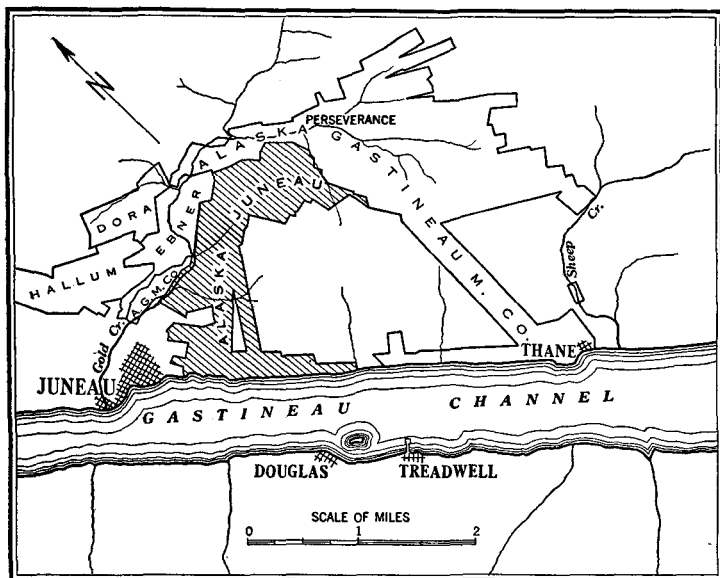 N
PERSEVERANCE
ALASKA GASTINEAU M. CO.
ALASKA JUNEAU
DORA
EBNER
HALLUM
A.G.M.Co.
Gold Cr.
Sheep Cr.
JUNEAU
THANE
GASTINEAU CHANNEL
DOUGLAS
TREADWELL
SCALE OF MILES
0 1 2